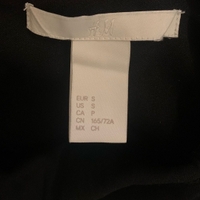 EUR S
US S
CA P
CN 165/72A
MX CH